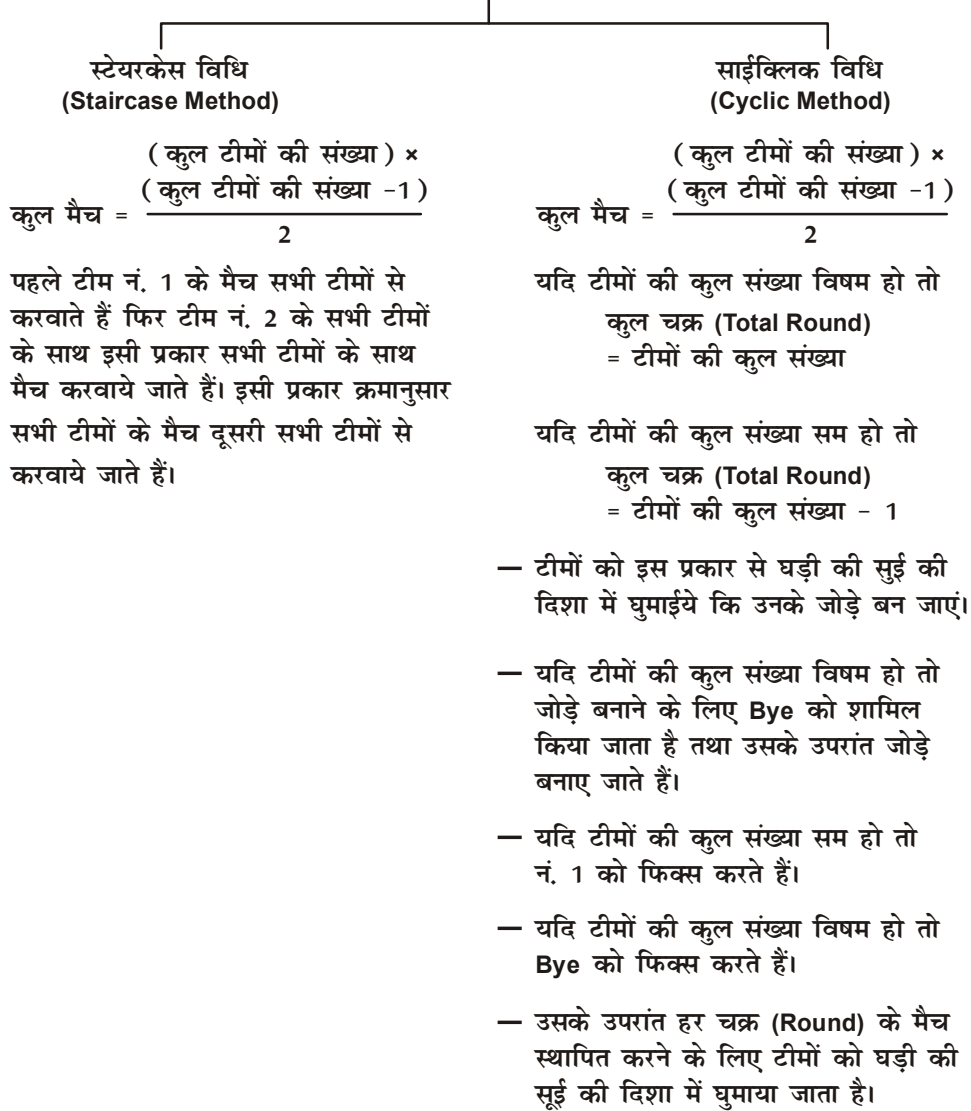 स्टेयरकेस विधि
(Staircase Method)
(कुल टीमों की संख्या) ×
(कुल टीमों की संख्या -1)
कुल मैच = 
2
पहले टीम नं. 1 के मैच सभी टीमों से
करवाते हैं फिर टीम नं. 2 के सभी टीमों
के साथ इसी प्रकार सभी टीमों के साथ
मैच करवाये जाते हैं। इसी प्रकार क्रमानुसार
सभी टीमों के मैच दूसरी सभी टीमों से
करवाये जाते हैं।
साईक्लिक विधि
(Cyclic Method)
(कुल टीमों की संख्या) ×
(कुल टीमों की संख्या -1)
कुल मैच = 
2
यदि टीमों की कुल संख्या विषम हो तो
कुल चक्र (Total Round)
= टीमों की कुल संख्या
यदि टीमों की कुल संख्या सम हो तो
कुल चक्र (Total Round)
= टीमों की कुल संख्या - 1
— टीमों को इस प्रकार से घड़ी की सुई की
दिशा में घुमाईये कि उनके जोड़े बन जाएं।
— यदि टीमों की कुल संख्या विषम हो तो
जोड़े बनाने के लिए Bye को शामिल
किया जाता है तथा उसके उपरांत जोड़े
बनाए जाते हैं।
— यदि टीमों की कुल संख्या सम हो तो
नं. 1 को फिक्स करते हैं।
— यदि टीमों की कुल संख्या विषम हो तो
Bye को फिक्स करते हैं।
— उसके उपरांत हर चक्र (Round) के मैच
स्थापित करने के लिए टीमों को घड़ी की
सूई की दिशा में घुमाया जाता है।